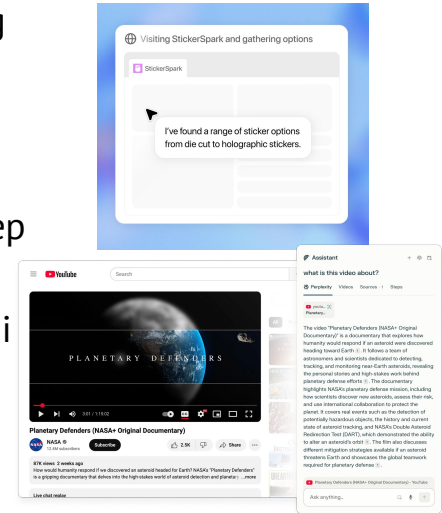 g
Visiting StickerSpark and gathering options
StickerSpark
I've found a range of sticker options
from die cut to holographic stickers.
ep
i
YouTube
Search
PLANETARY DEFENDERS
3:01 / 1:15:02
Planetary Defenders (NASA+ Original Documentary)
NASA
12.4M subscribers
Subscribe
2.5K
Share
87K views 2 weeks ago
How would humanity respond if we discovered an asteroid headed for Earth? NASA's "Planetary Defenders"
is a gripping documentary that delves into the high-stakes world of asteroid detection and planetary ...more
Live chat replay
Assistant
what is this video about?
Perplexity Videos Sources Steps
Planetary...
The video "Planetary Defenders (NASA+ Original
Documentary)" is a documentary that explores how
humanity would respond if an asteroid were discovered
heading toward Earth. It follows a team of
astronomers and scientists dedicated to detecting,
tracking, and monitoring near-Earth asteroids, revealing
the personal stories and high-stakes work behind
planetary defense efforts. The documentary
highlights NASA's planetary defense mission, including
how scientists discover new asteroids, assess their risk,
and use international collaboration to protect the
planet. It covers real events such as the detection of
potentially hazardous objects, the history and current
state of asteroid tracking, and NASA's Double Asteroid
Redirection Test (DART), which demonstrated the ability
to alter an asteroid's orbit. The film also discusses
different mitigation strategies available if an asteroid
threatens Earth and showcases the global teamwork
required for planetary defense.
Planetary Defenders (NASA+ Original Documentary) - YouTube
Ask anything...